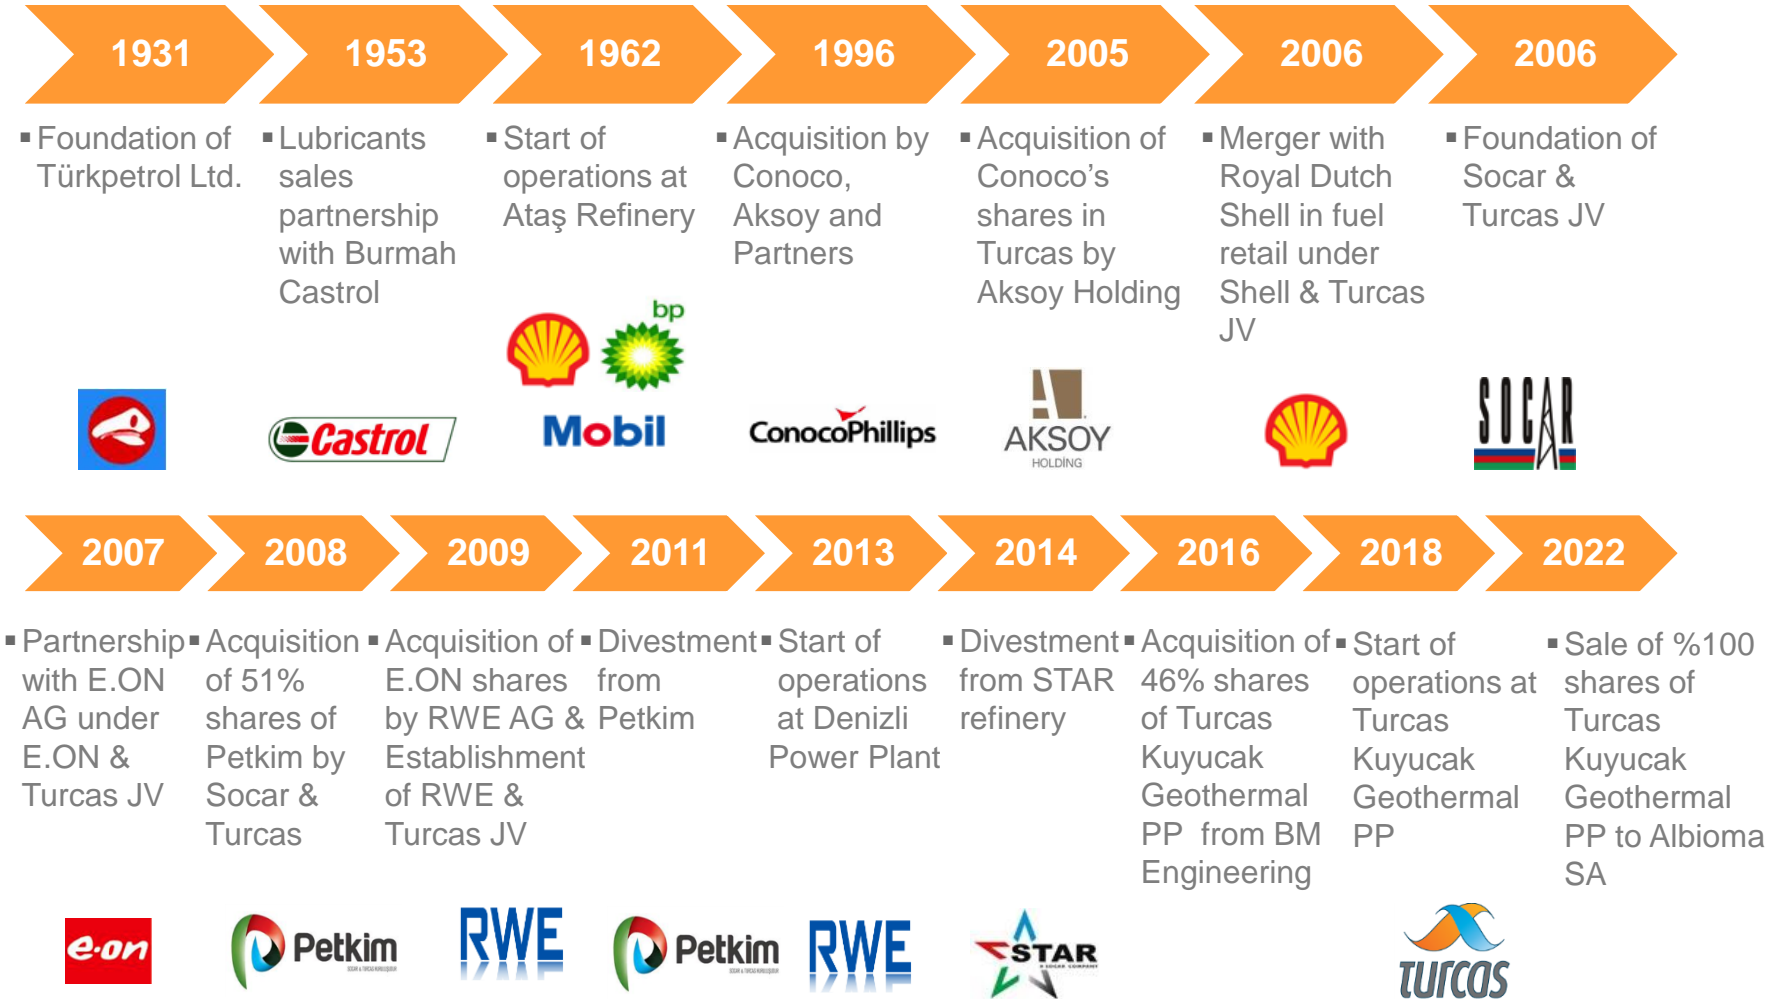 1931 1953 1962 1996 2005 2006 2006
▪ Foundation of
Türkpetrol Ltd.
▪ Lubricants
sales
partnership
with Burmah
Castrol
▪ Start of
operations at
Ataş Refinery
▪ Acquisition by
Conoco,
Aksoy and
Partners
▪ Acquisition of
Conoco’s
shares in
Turcas by
Aksoy Holding
▪ Merger with
Royal Dutch
Shell in fuel
retail under
Shell & Turcas
JV
▪ Foundation of
Socar &
Turcas JV
Castrol
bp
Mobil
ConocoPhillips
A
AKSOY
HOLDİNG
SOCAR
2007 2008 2009 2011 2013 2014 2016 2018 2022
▪ Partnership
with E.ON
AG under
E.ON &
Turcas JV
▪ Acquisition
of 51%
shares of
Petkim by
Socar &
Turcas
▪ Acquisition of
E.ON shares
by RWE AG &
Establishment
of RWE &
Turcas JV
▪ Divestment
from
Petkim
▪ Start of
operations
at Denizli
Power Plant
▪ Divestment
from STAR
refinery
▪ Acquisition of
46% shares
of Turcas
Kuyucak
Geothermal
PP from BM
Engineering
▪ Start of
operations at
Turcas
Kuyucak
Geothermal
PP
▪ Sale of %100
shares of
Turcas
Kuyucak
Geothermal
PP to Albioma
SA
e·on
Petkim
RWE
Petkim
RWE
STAR
A SOCAR COMPANY
TURCAS